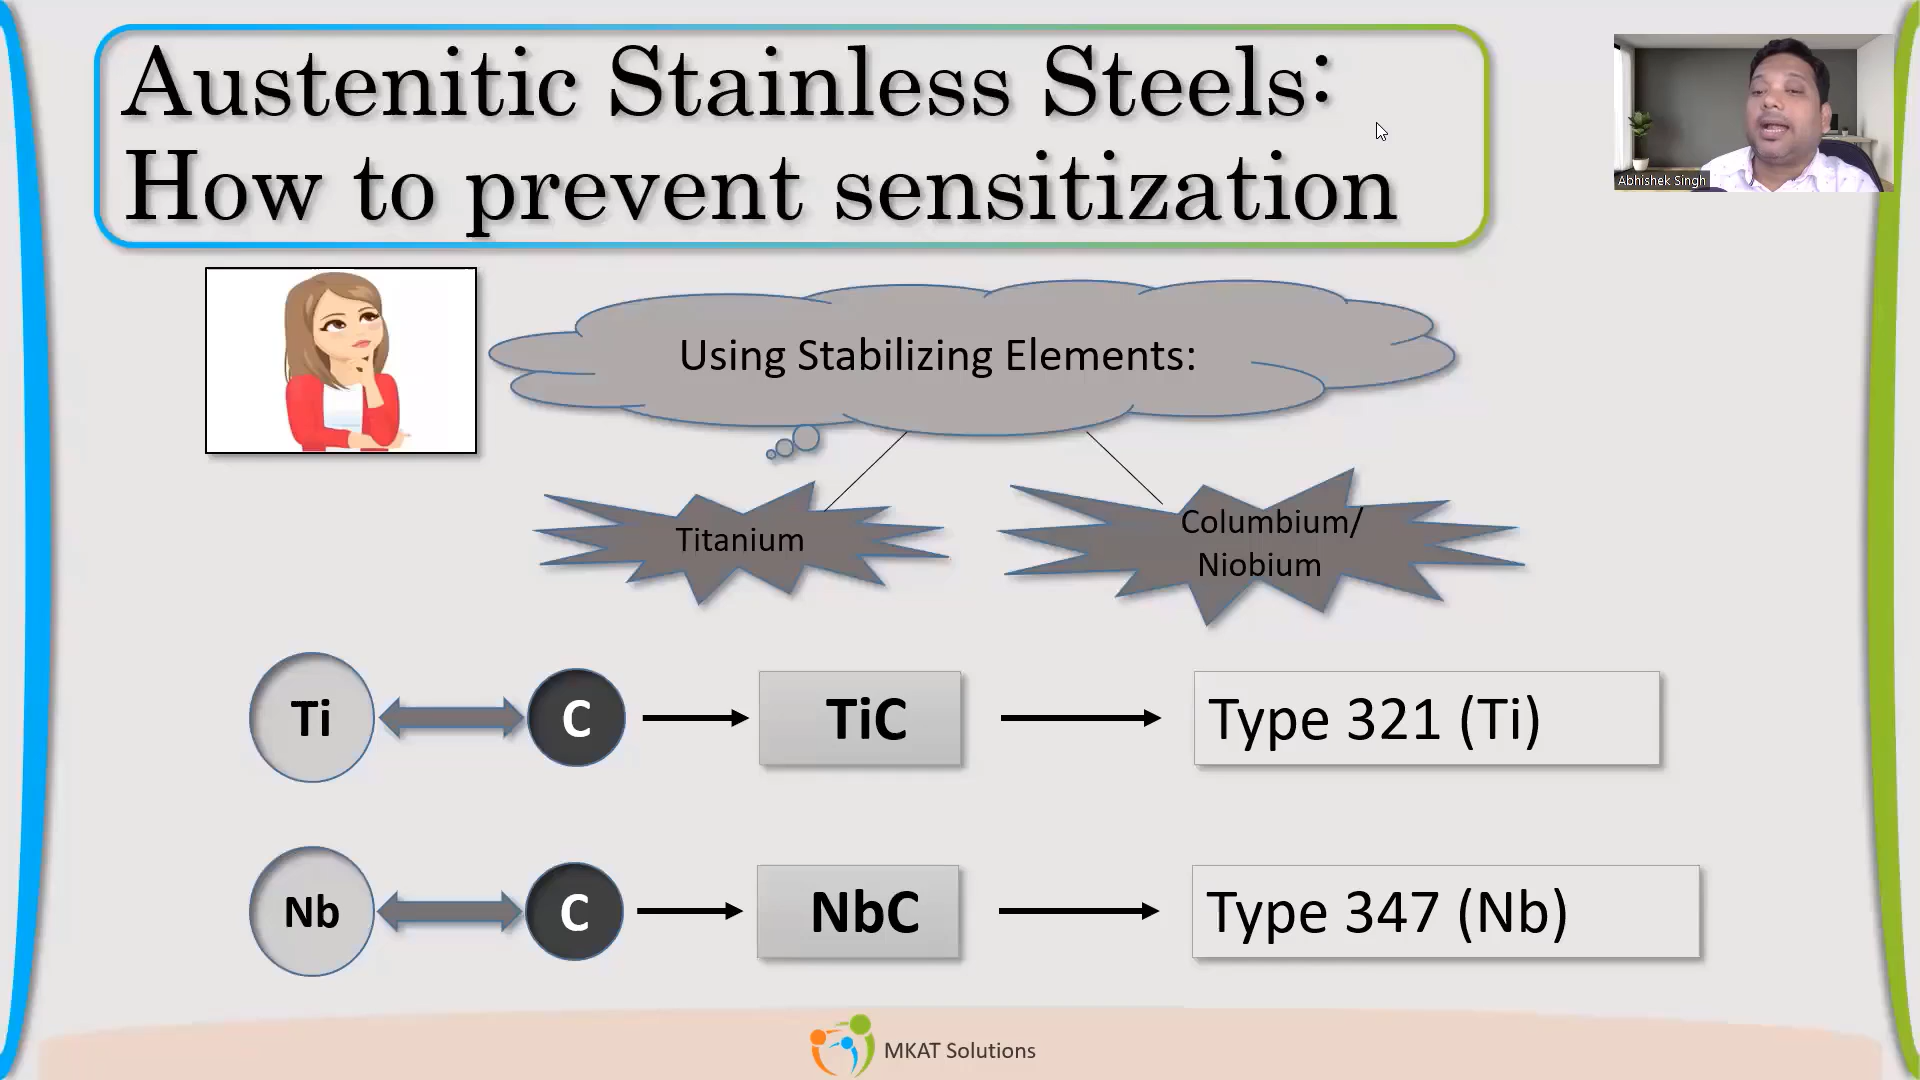 Austenitic Stainless Steels:
How to prevent sensitization
Abhishek Singh
Using Stabilizing Elements:
Titanium
Columbium/
Niobium
Ti
C
TiC
Type 321 (Ti)
Nb
C
NbC
Type 347 (Nb)
MKAT Solutions